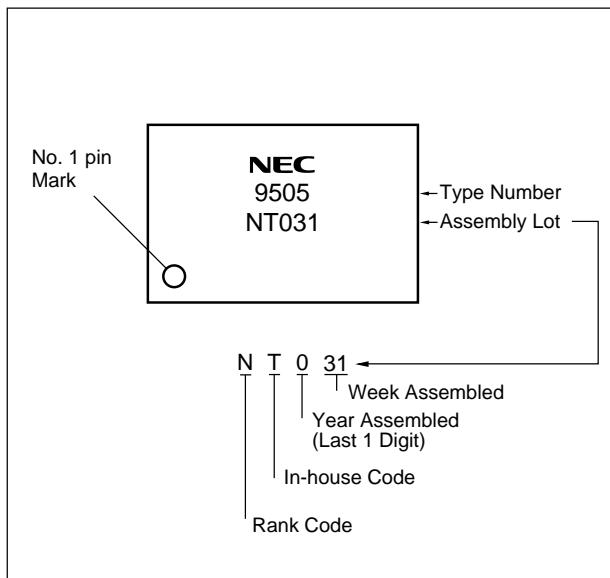 No. 1 pin
Mark
NEC
9505
NT031
Type Number
Assembly Lot
N T 0 31
Week Assembled
Year Assembled
(Last 1 Digit)
In-house Code
Rank Code